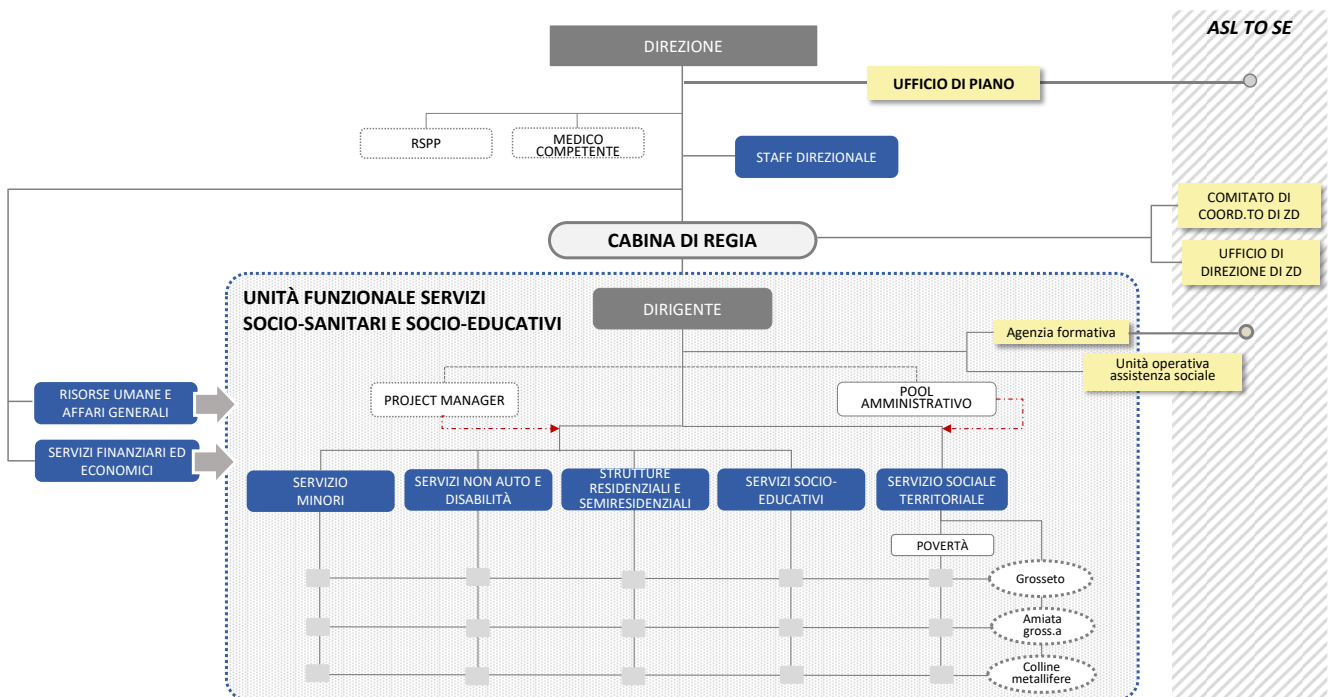 ASL TO SE
DIREZIONE
UFFICIO DI PIANO
RSPP
MEDICO
COMPETENTE
STAFF DIREZIONALE
COMITATO DI
COORD.TO DI ZD
CABINA DI REGIA
UFFICIO DI
DIREZIONE DI ZD
UNITÀ FUNZIONALE SERVIZI
SOCIO-SANITARI E SOCIO-EDUCATIVI
DIRIGENTE
Agenzia formativa
Unità operativa
assistenza sociale
RISORSE UMANE E
AFFARI GENERALI
PROJECT MANAGER
POOL
AMMINISTRATIVO
SERVIZI FINANZIARI ED
ECONOMICI
SERVIZIO
MINORI
SERVIZI NON AUTO E
DISABILITÀ
STRUTTURE
RESIDENZIALI E
SEMIRESIDENZIALI
SERVIZI SOCIO-
EDUCATIVI
SERVIZIO SOCIALE
TERRITORIALE
POVERTÀ
Grosseto
Amiata
gross.a
Colline
metallifere